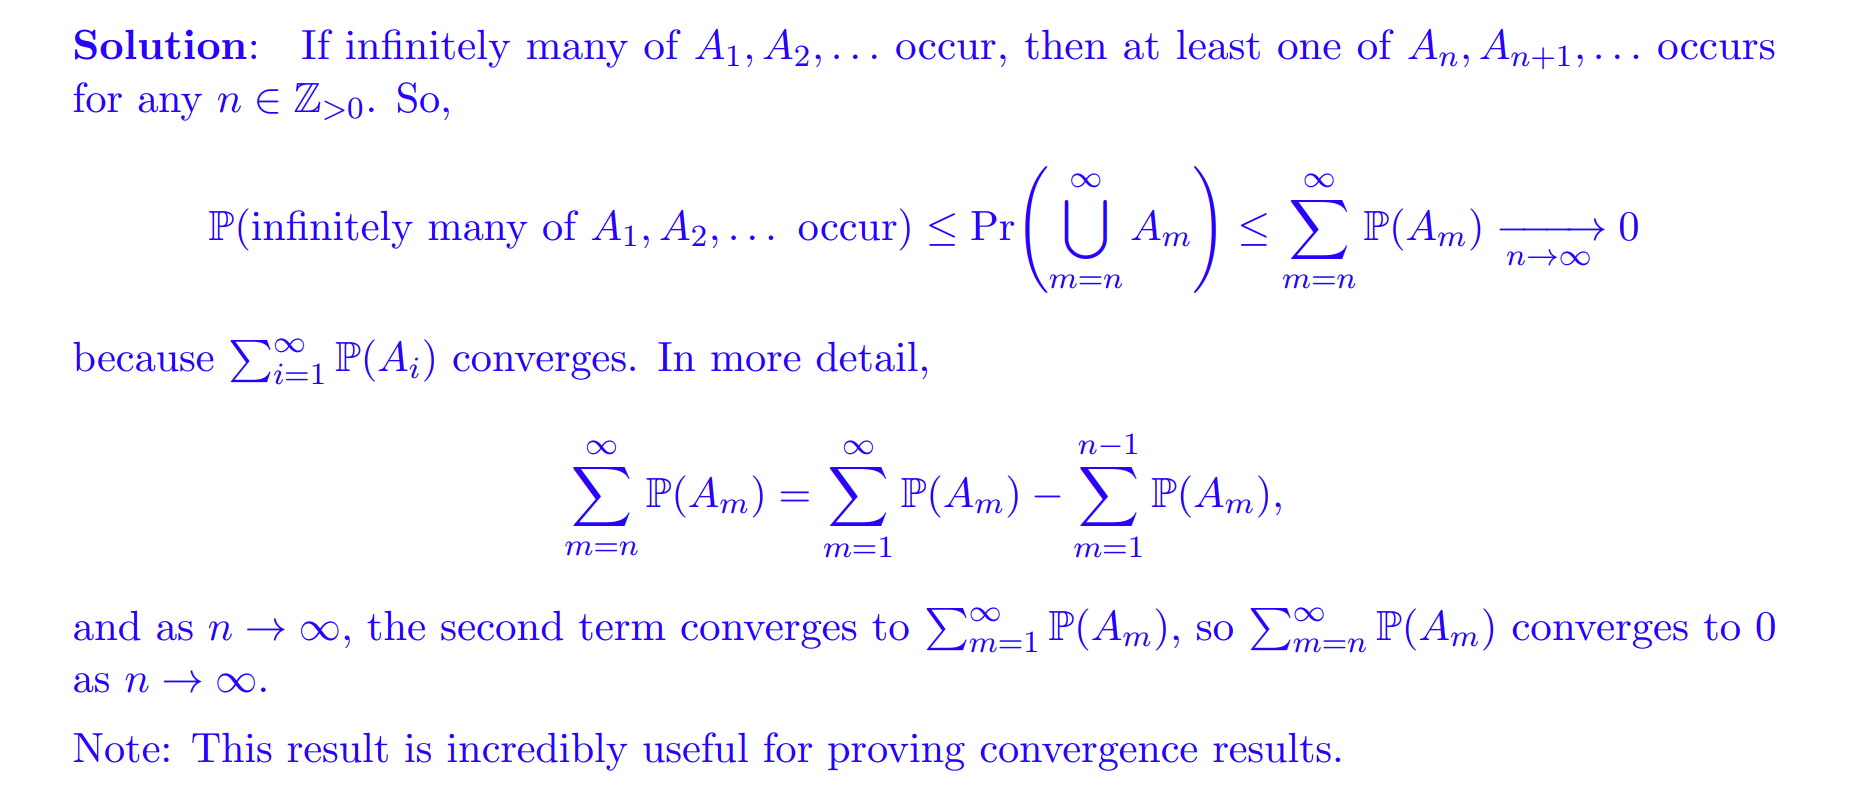 Solution: If infinitely many of $A_1, A_2, \ldots$ occur, then at least one of $A_n, A_{n+1}, \ldots$ occurs
for any $n \in \mathbb{Z}_{>0}$. So,
$$\mathbb{P}(\text{infinitely many of } A_1, A_2, \ldots \text{ occur}) \leq \Pr\left(\bigcup_{m=n}^{\infty} A_m\right) \leq \sum_{m=n}^{\infty} \mathbb{P}(A_m) \xrightarrow[n\to\infty]{} 0$$
because $\sum_{i=1}^{\infty} \mathbb{P}(A_i)$ converges. In more detail,
$$\sum_{m=n}^{\infty} \mathbb{P}(A_m) = \sum_{m=1}^{\infty} \mathbb{P}(A_m) - \sum_{m=1}^{n-1} \mathbb{P}(A_m),$$
and as $n \to \infty$, the second term converges to $\sum_{m=1}^{\infty} \mathbb{P}(A_m)$, so $\sum_{m=n}^{\infty} \mathbb{P}(A_m)$ converges to 0
as $n \to \infty$.
Note: This result is incredibly useful for proving convergence results.